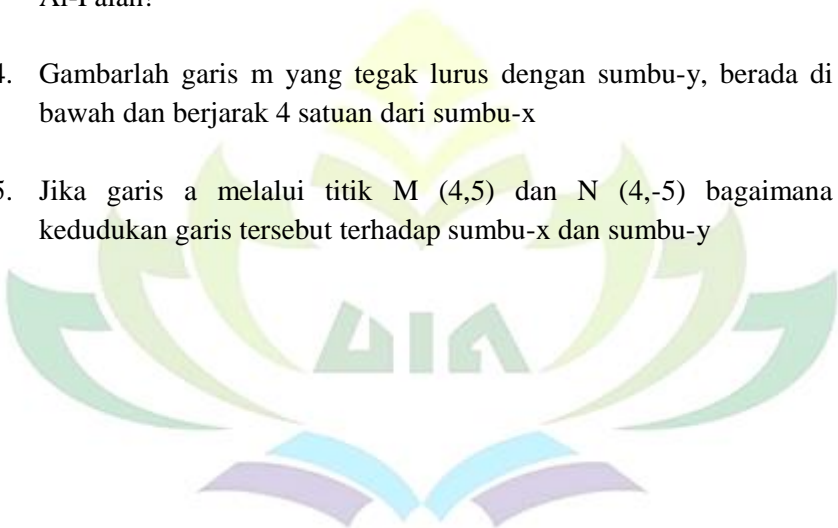 4. Gambarlah garis m yang tegak lurus dengan sumbu-y, berada di
bawah dan berjarak 4 satuan dari sumbu-x
5. Jika garis a melalui titik M (4,5) dan N (4,-5) bagaimana
kedudukan garis tersebut terhadap sumbu-x dan sumbu-y